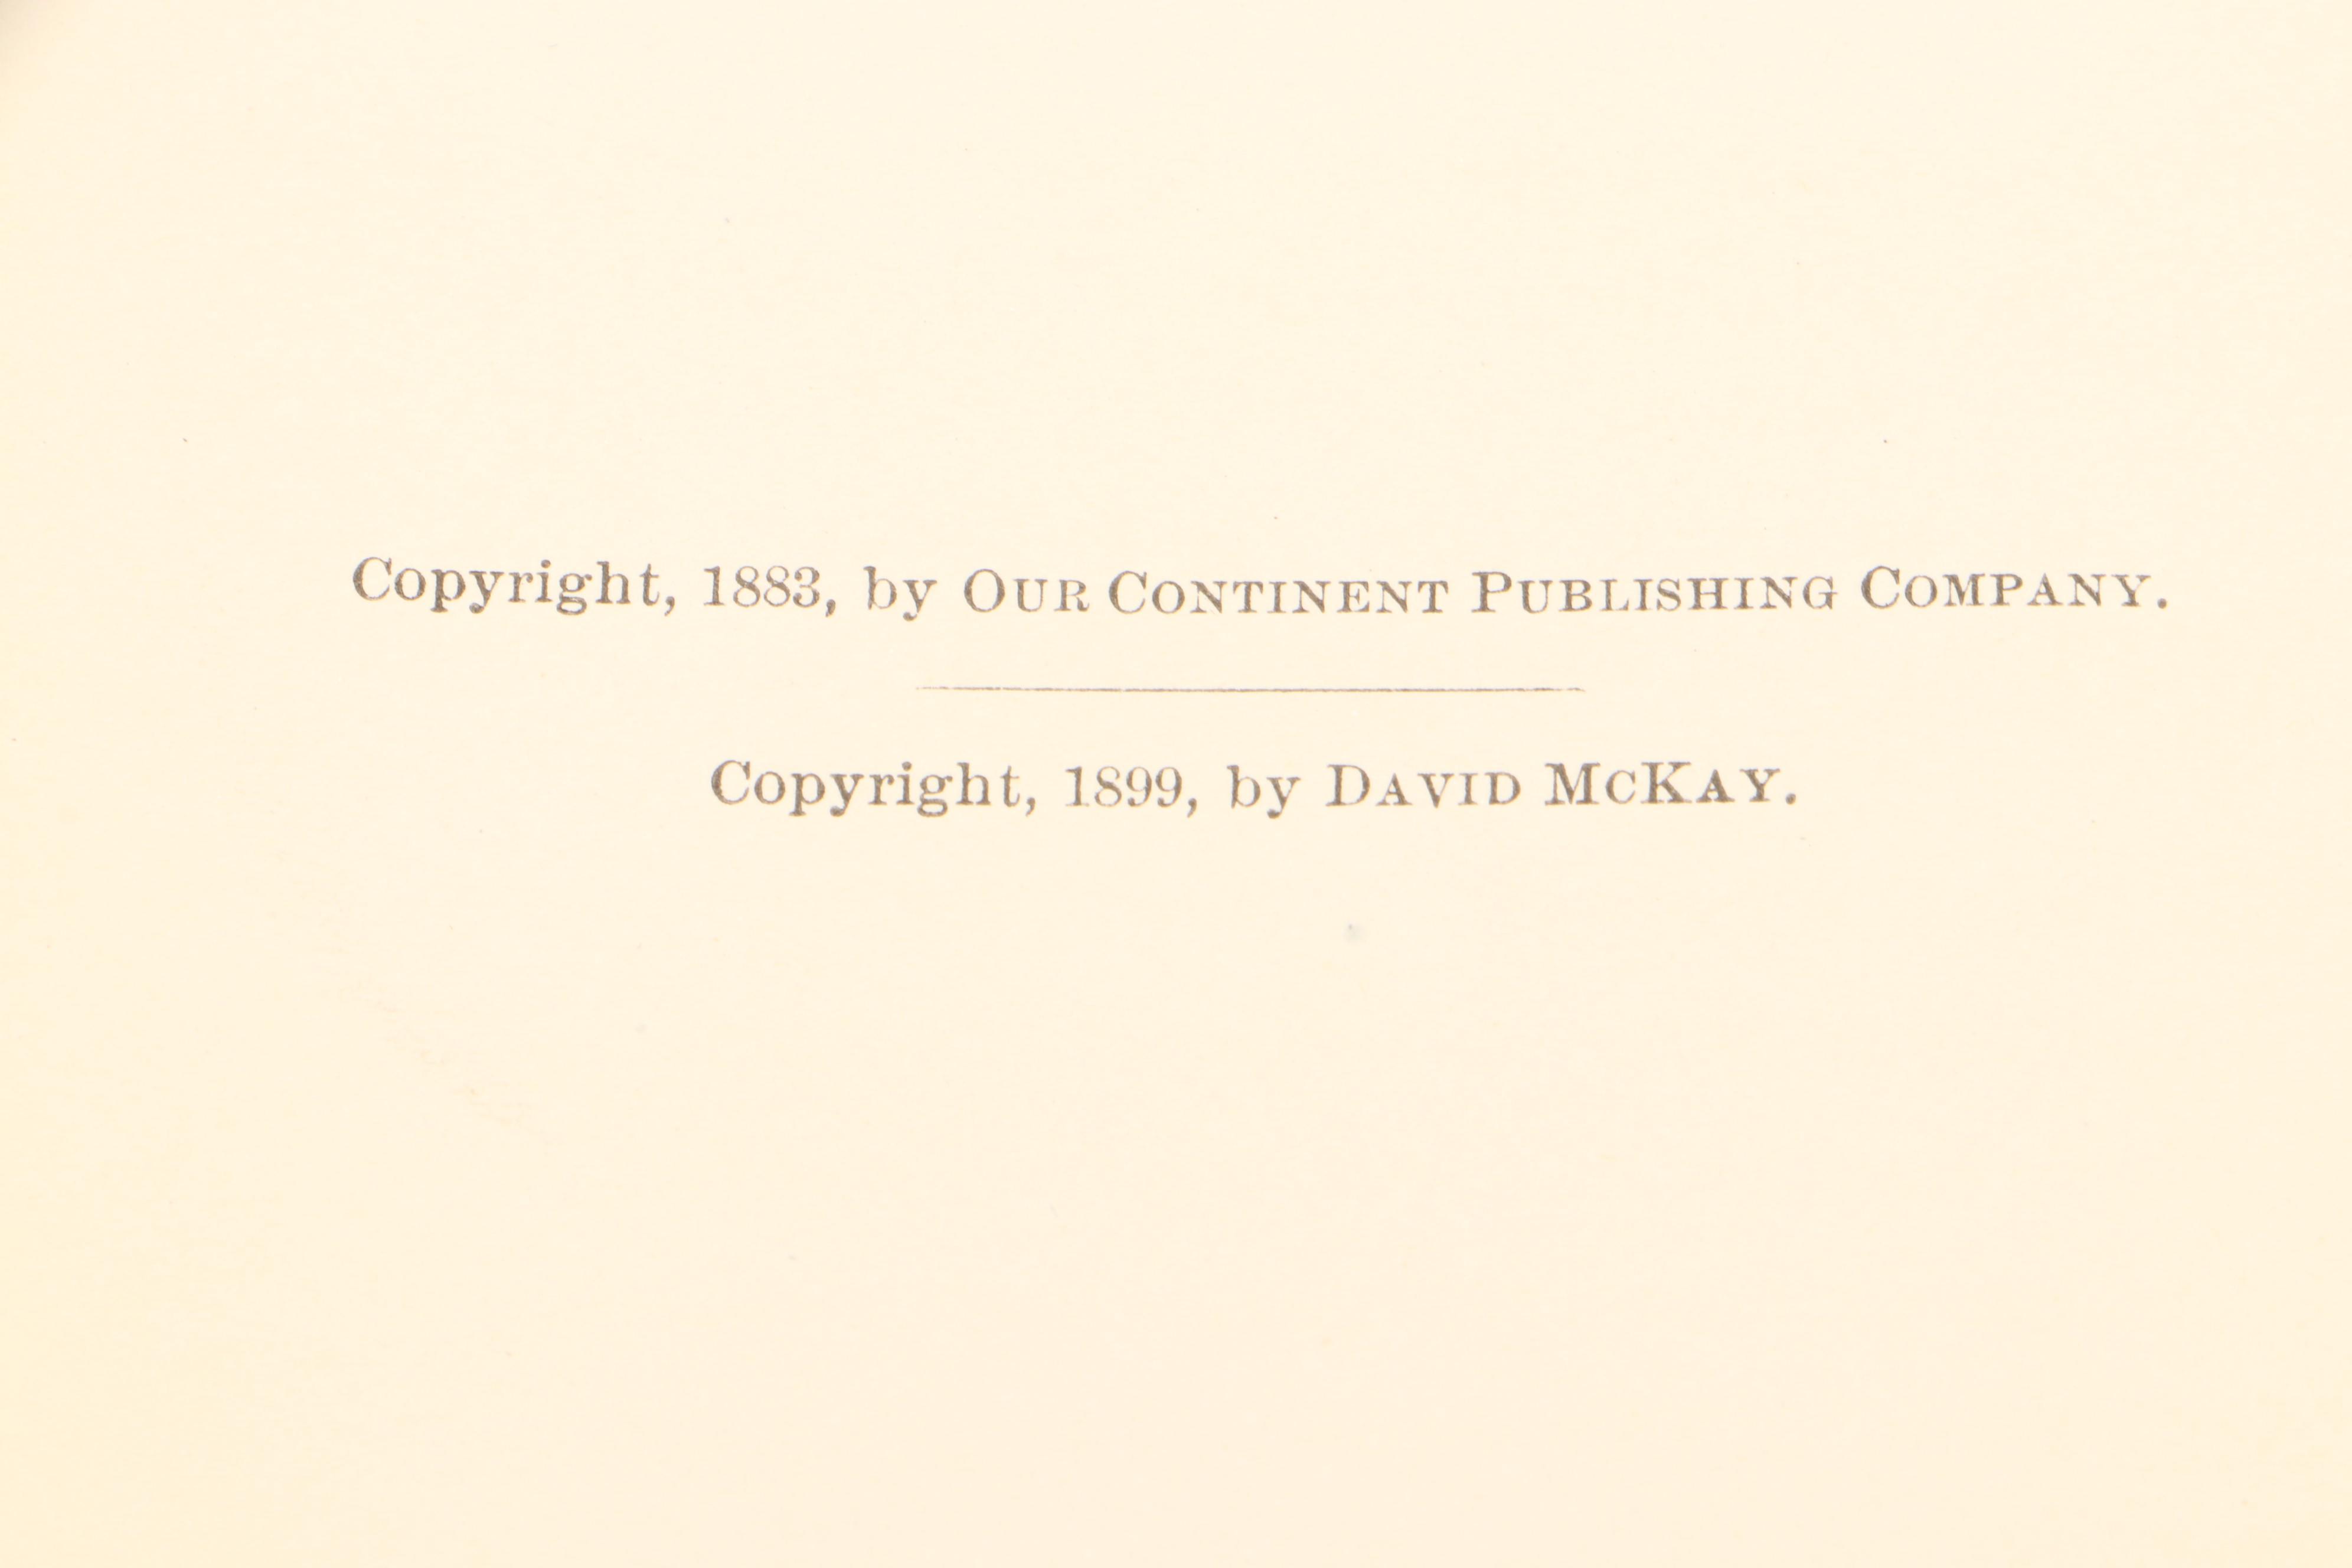 Copyright, 1883, by Our Continent Publishing Company.
Copyright, 1899, by David McKay.